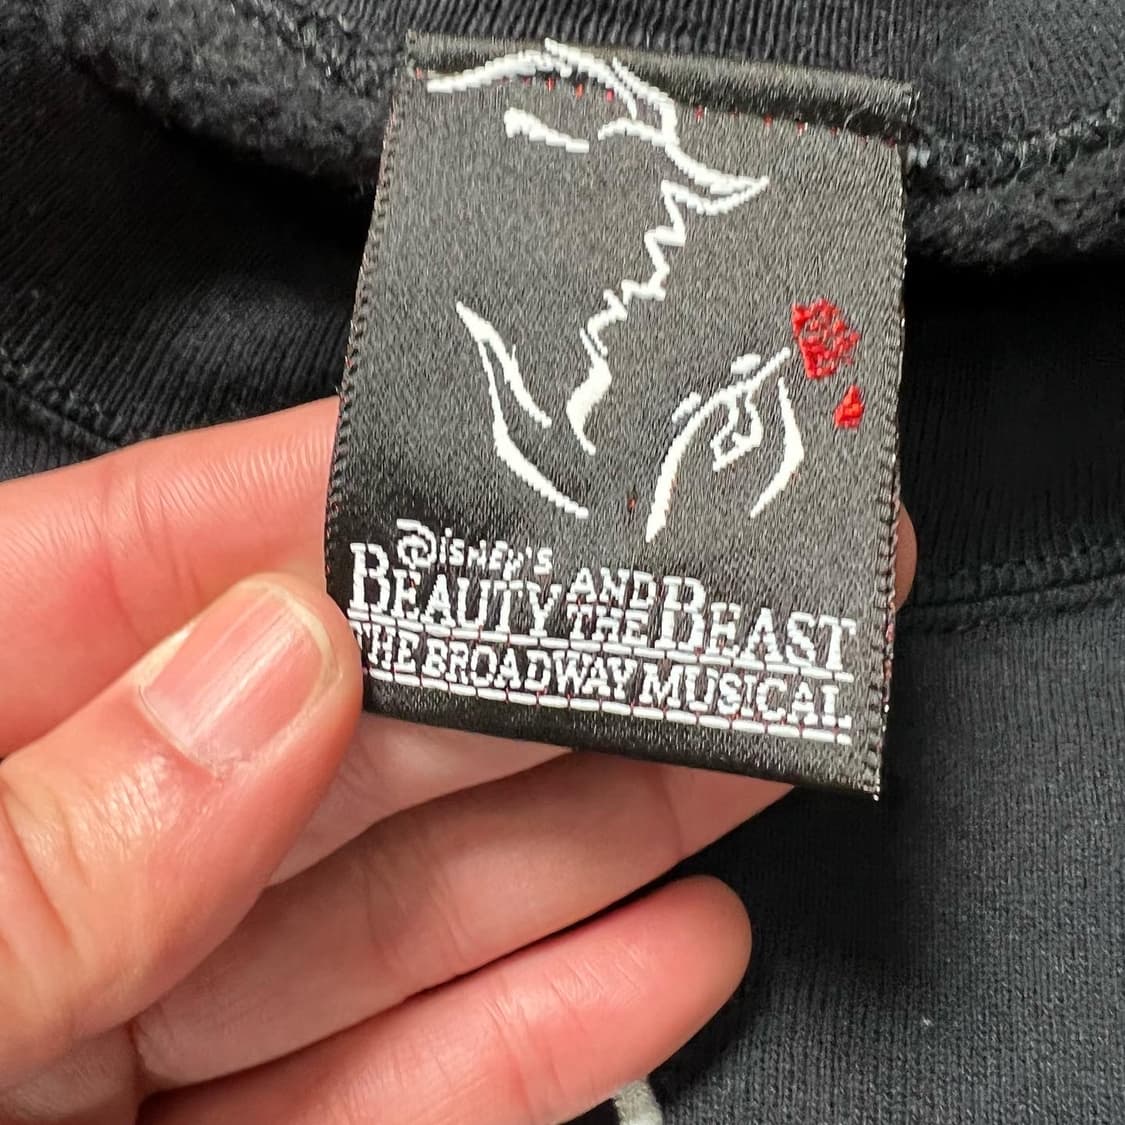 Disney's
BEAUTY AND THE BEAST
THE BROADWAY MUSICAL